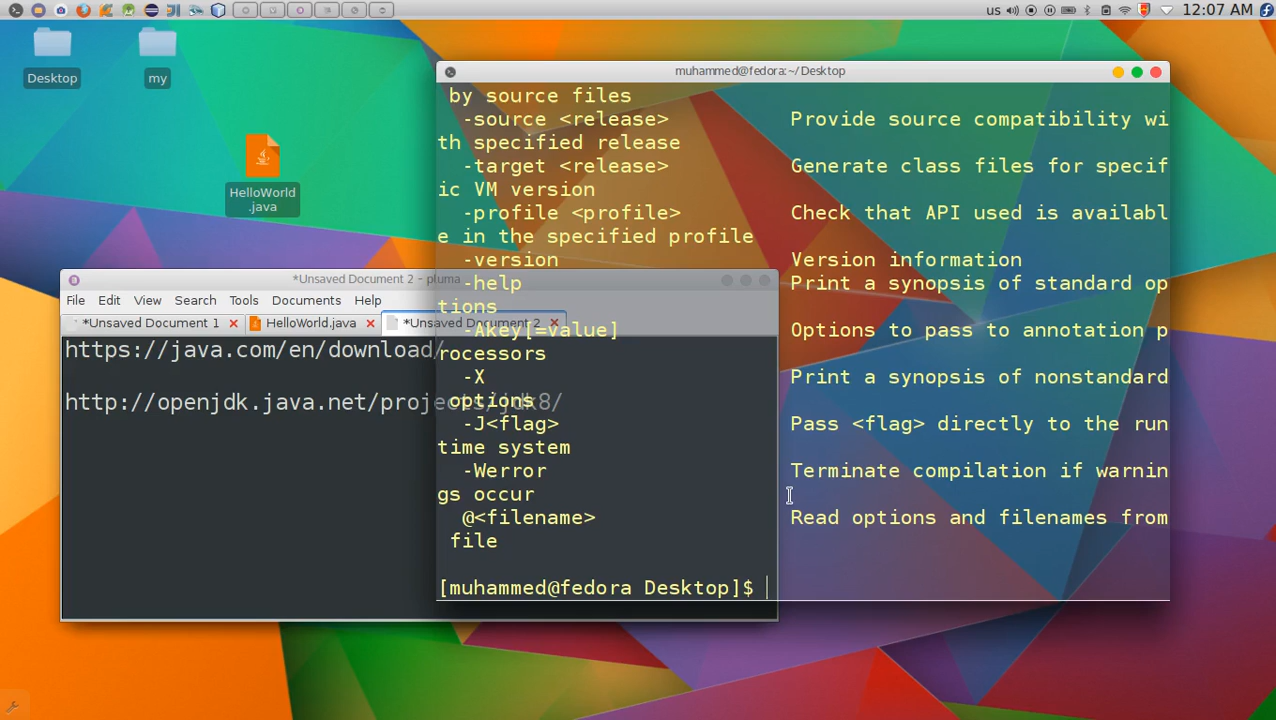 us
12:07 AM
Desktop
my
HelloWorld
.java
muhammed@fedora:~/Desktop
by source files
-source <release> Provide source compatibility wi
th specified release
-target <release> Generate class files for specif
ic VM version
-profile <profile> Check that API used is availabl
e in the specified profile
-version Version information
-help Print a synopsis of standard op
tions
-Akey[=value] Options to pass to annotation p
rocessors
-X Print a synopsis of nonstandard
options
-J<flag> Pass <flag> directly to the run
time system
-Werror Terminate compilation if warnin
gs occur
@<filename> Read options and filenames from
file
[muhammed@fedora Desktop]$
*Unsaved Document 2 - pluma
File Edit View Search Tools Documents Help
*Unsaved Document 1 HelloWorld.java *Unsaved Document 2
https://java.com/en/download/
http://openjdk.java.net/projects/jdk8/